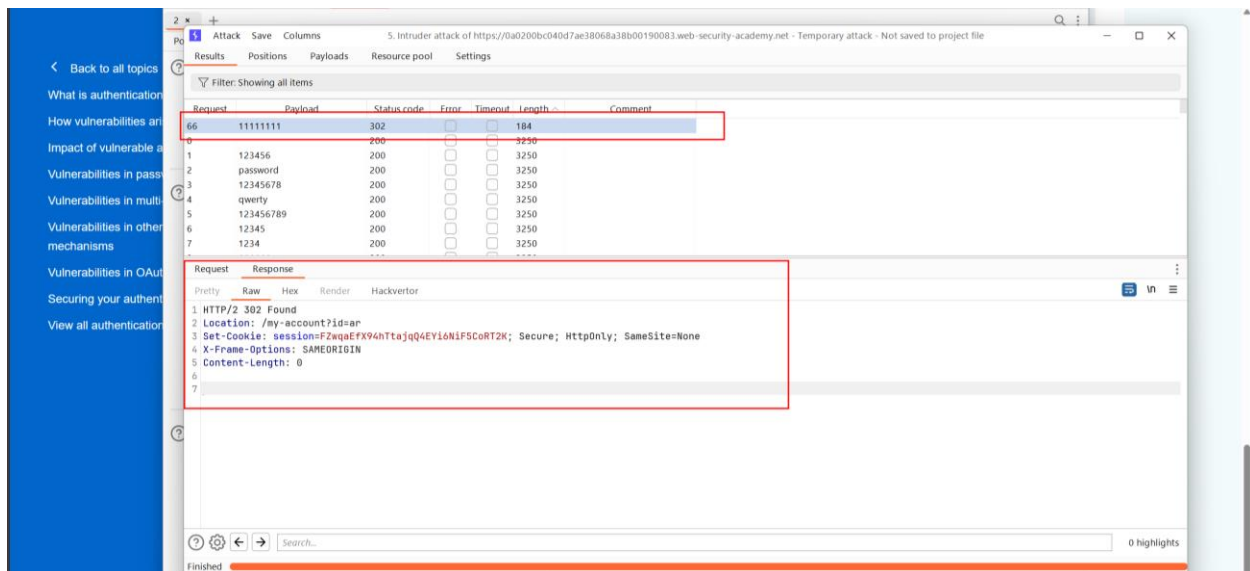 2 × +
Attack Save Columns 5. Intruder attack of https://0a0200bc040d7ae38068a38b00190083.web-security-academy.net - Temporary attack - Not saved to project file
Results Positions Payloads Resource pool Settings
Back to all topics
Filter: Showing all items
What is authentication
Request Payload Status code Error Timeout Length Comment
How vulnerabilities ari
66 11111111 302 184
0 200 3250
Impact of vulnerable a
1 123456 200 3250
2 password 200 3250
Vulnerabilities in passw
3 12345678 200 3250
4 qwerty 200 3250
Vulnerabilities in multi-
5 123456789 200 3250
6 12345 200 3250
Vulnerabilities in other
7 1234 200 3250
mechanisms
Request Response
Vulnerabilities in OAut
Pretty Raw Hex Render Hackvertor
\n
Securing your authent
1 HTTP/2 302 Found
2 Location: /my-account?id=ar
View all authentication
3 Set-Cookie: session=FZwqaEfX94hTtajqQ4EYi6NiF5CoRT2K; Secure; HttpOnly; SameSite=None
4 X-Frame-Options: SAMEORIGIN
5 Content-Length: 0
6
7
Search...
0 highlights
Finished